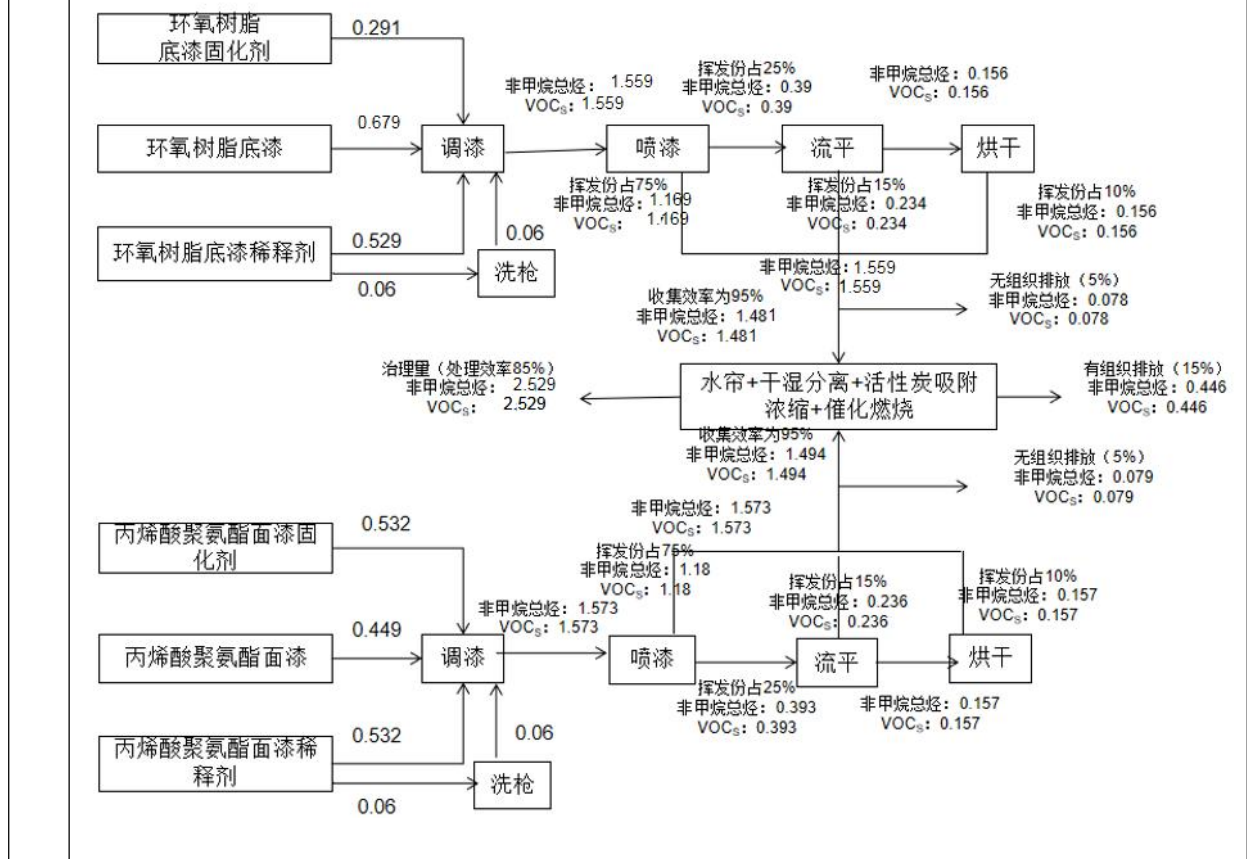 环氧树脂
底漆固化剂
0.291
环氧树脂底漆
0.679
环氧树脂底漆稀释剂
0.529
0.06
调漆
洗枪
0.06
非甲烷总烃：1.559
VOCs：1.559
喷漆
挥发份占25%
非甲烷总烃：0.39
VOCs：0.39
流平
非甲烷总烃：0.156
VOCs：0.156
烘干
挥发份占75%
非甲烷总烃：1.169
VOCs：1.169
挥发份占15%
非甲烷总烃：0.234
VOCs：0.234
挥发份占10%
非甲烷总烃：0.156
VOCs：0.156
非甲烷总烃：1.559
VOCs：1.559
收集效率为95%
非甲烷总烃：1.481
VOCs：1.481
无组织排放（5%）
非甲烷总烃：0.078
VOCs：0.078
治理量（处理效率85%）
非甲烷总烃：2.529
VOCs：2.529
水帘+干湿分离+活性炭吸附
浓缩+催化燃烧
有组织排放（15%）
非甲烷总烃：0.446
VOCs：0.446
收集效率为95%
非甲烷总烃：1.494
VOCs：1.494
无组织排放（5%）
非甲烷总烃：0.079
VOCs：0.079
非甲烷总烃：1.573
VOCs：1.573
丙烯酸聚氨酯面漆固
化剂
0.532
丙烯酸聚氨酯面漆
0.449
丙烯酸聚氨酯面漆稀
释剂
0.532
0.06
调漆
洗枪
0.06
非甲烷总烃：1.573
VOCs：1.573
挥发份占75%
非甲烷总烃：1.18
VOCs：1.18
喷漆
挥发份占15%
非甲烷总烃：0.236
VOCs：0.236
流平
挥发份占10%
非甲烷总烃：0.157
VOCs：0.157
烘干
挥发份占25%
非甲烷总烃：0.393
VOCs：0.393
非甲烷总烃：0.157
VOCs：0.157